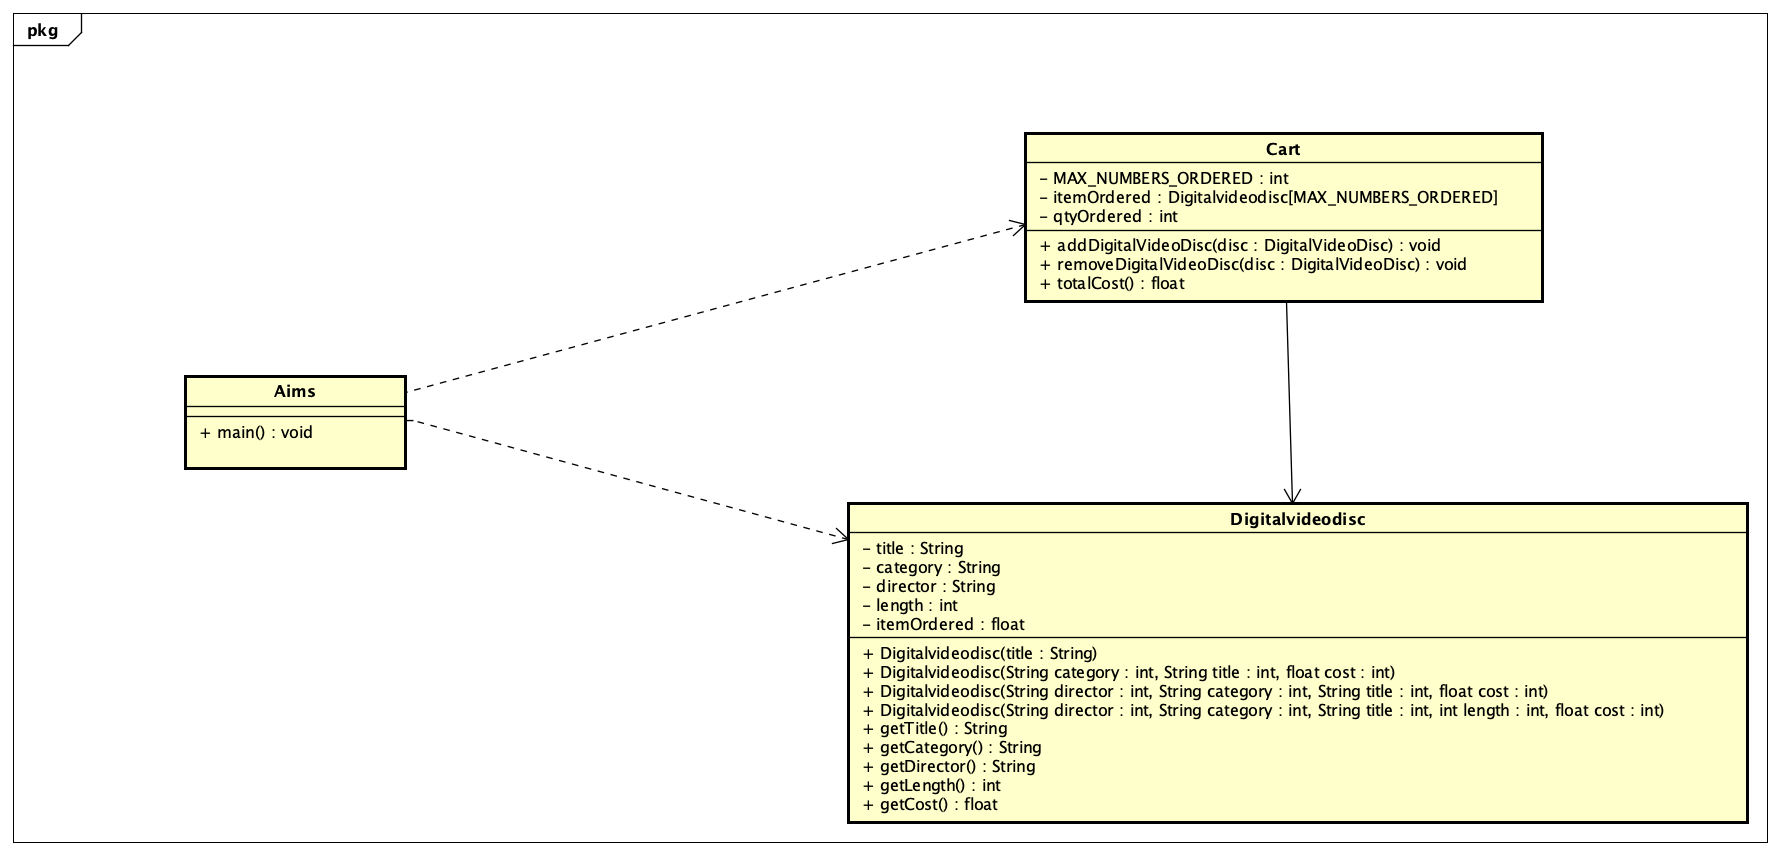 pkg
Cart
– MAX_NUMBERS_ORDERED : int
– itemOrdered : Digitalvideodisc[MAX_NUMBERS_ORDERED]
– qtyOrdered : int
+ addDigitalVideoDisc(disc : DigitalVideoDisc) : void
+ removeDigitalVideoDisc(disc : DigitalVideoDisc) : void
+ totalCost() : float
Aims
+ main() : void
Digitalvideodisc
– title : String
– category : String
– director : String
– length : int
– itemOrdered : float
+ Digitalvideodisc(title : String)
+ Digitalvideodisc(String category : int, String title : int, float cost : int)
+ Digitalvideodisc(String director : int, String category : int, String title : int, float cost : int)
+ Digitalvideodisc(String director : int, String category : int, String title : int, int length : int, float cost : int)
+ getTitle() : String
+ getCategory() : String
+ getDirector() : String
+ getLength() : int
+ getCost() : float